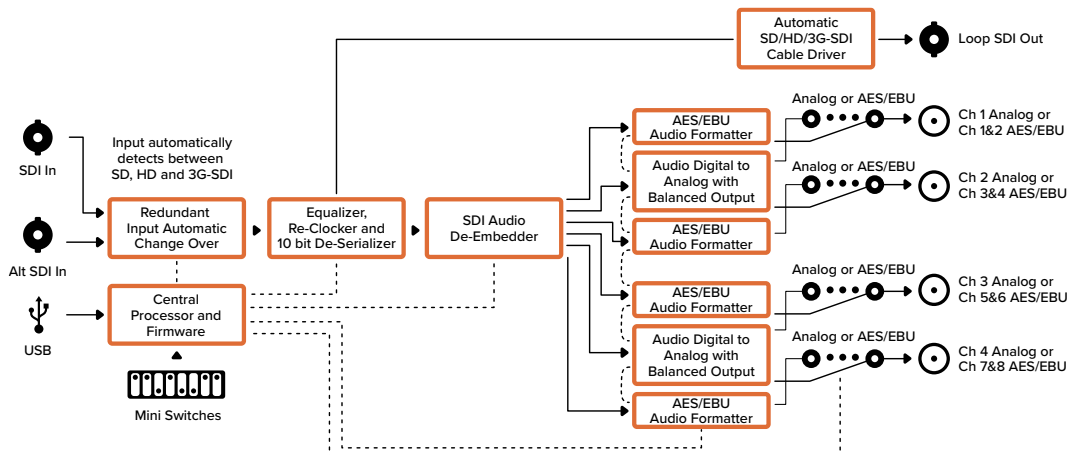 Automatic
SD/HD/3G-SDI
Cable Driver
Loop SDI Out
SDI In
Input automatically
detects between
SD, HD and 3G-SDI
Alt SDI In
Redundant
Input Automatic
Change Over
Equalizer,
Re-Clocker and
10 bit De-Serializer
SDI Audio
De-Embedder
USB
Central
Processor and
Firmware
Mini Switches
AES/EBU
Audio Formatter
Audio Digital to
Analog with
Balanced Output
AES/EBU
Audio Formatter
AES/EBU
Audio Formatter
Audio Digital to
Analog with
Balanced Output
AES/EBU
Audio Formatter
Analog or AES/EBU
Ch 1 Analog or
Ch 1&2 AES/EBU
Analog or AES/EBU
Ch 2 Analog or
Ch 3&4 AES/EBU
Analog or AES/EBU
Ch 3 Analog or
Ch 5&6 AES/EBU
Analog or AES/EBU
Ch 4 Analog or
Ch 7&8 AES/EBU